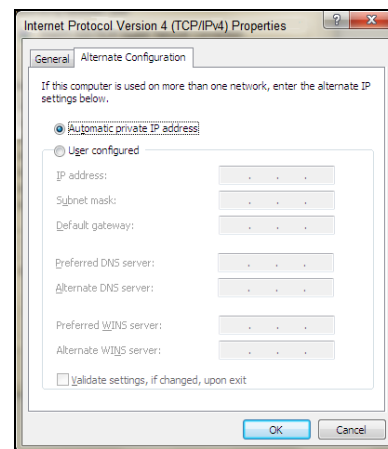 Internet Protocol Version 4 (TCP/IPv4) Properties
General
Alternate Configuration
If this computer is used on more than one network, enter the alternate IP
settings below.
Automatic private IP address
User configured
IP address:
Subnet mask:
Default gateway:
Preferred DNS server:
Alternate DNS server:
Preferred WINS server:
Alternate WINS server:
Validate settings, if changed, upon exit
OK
Cancel